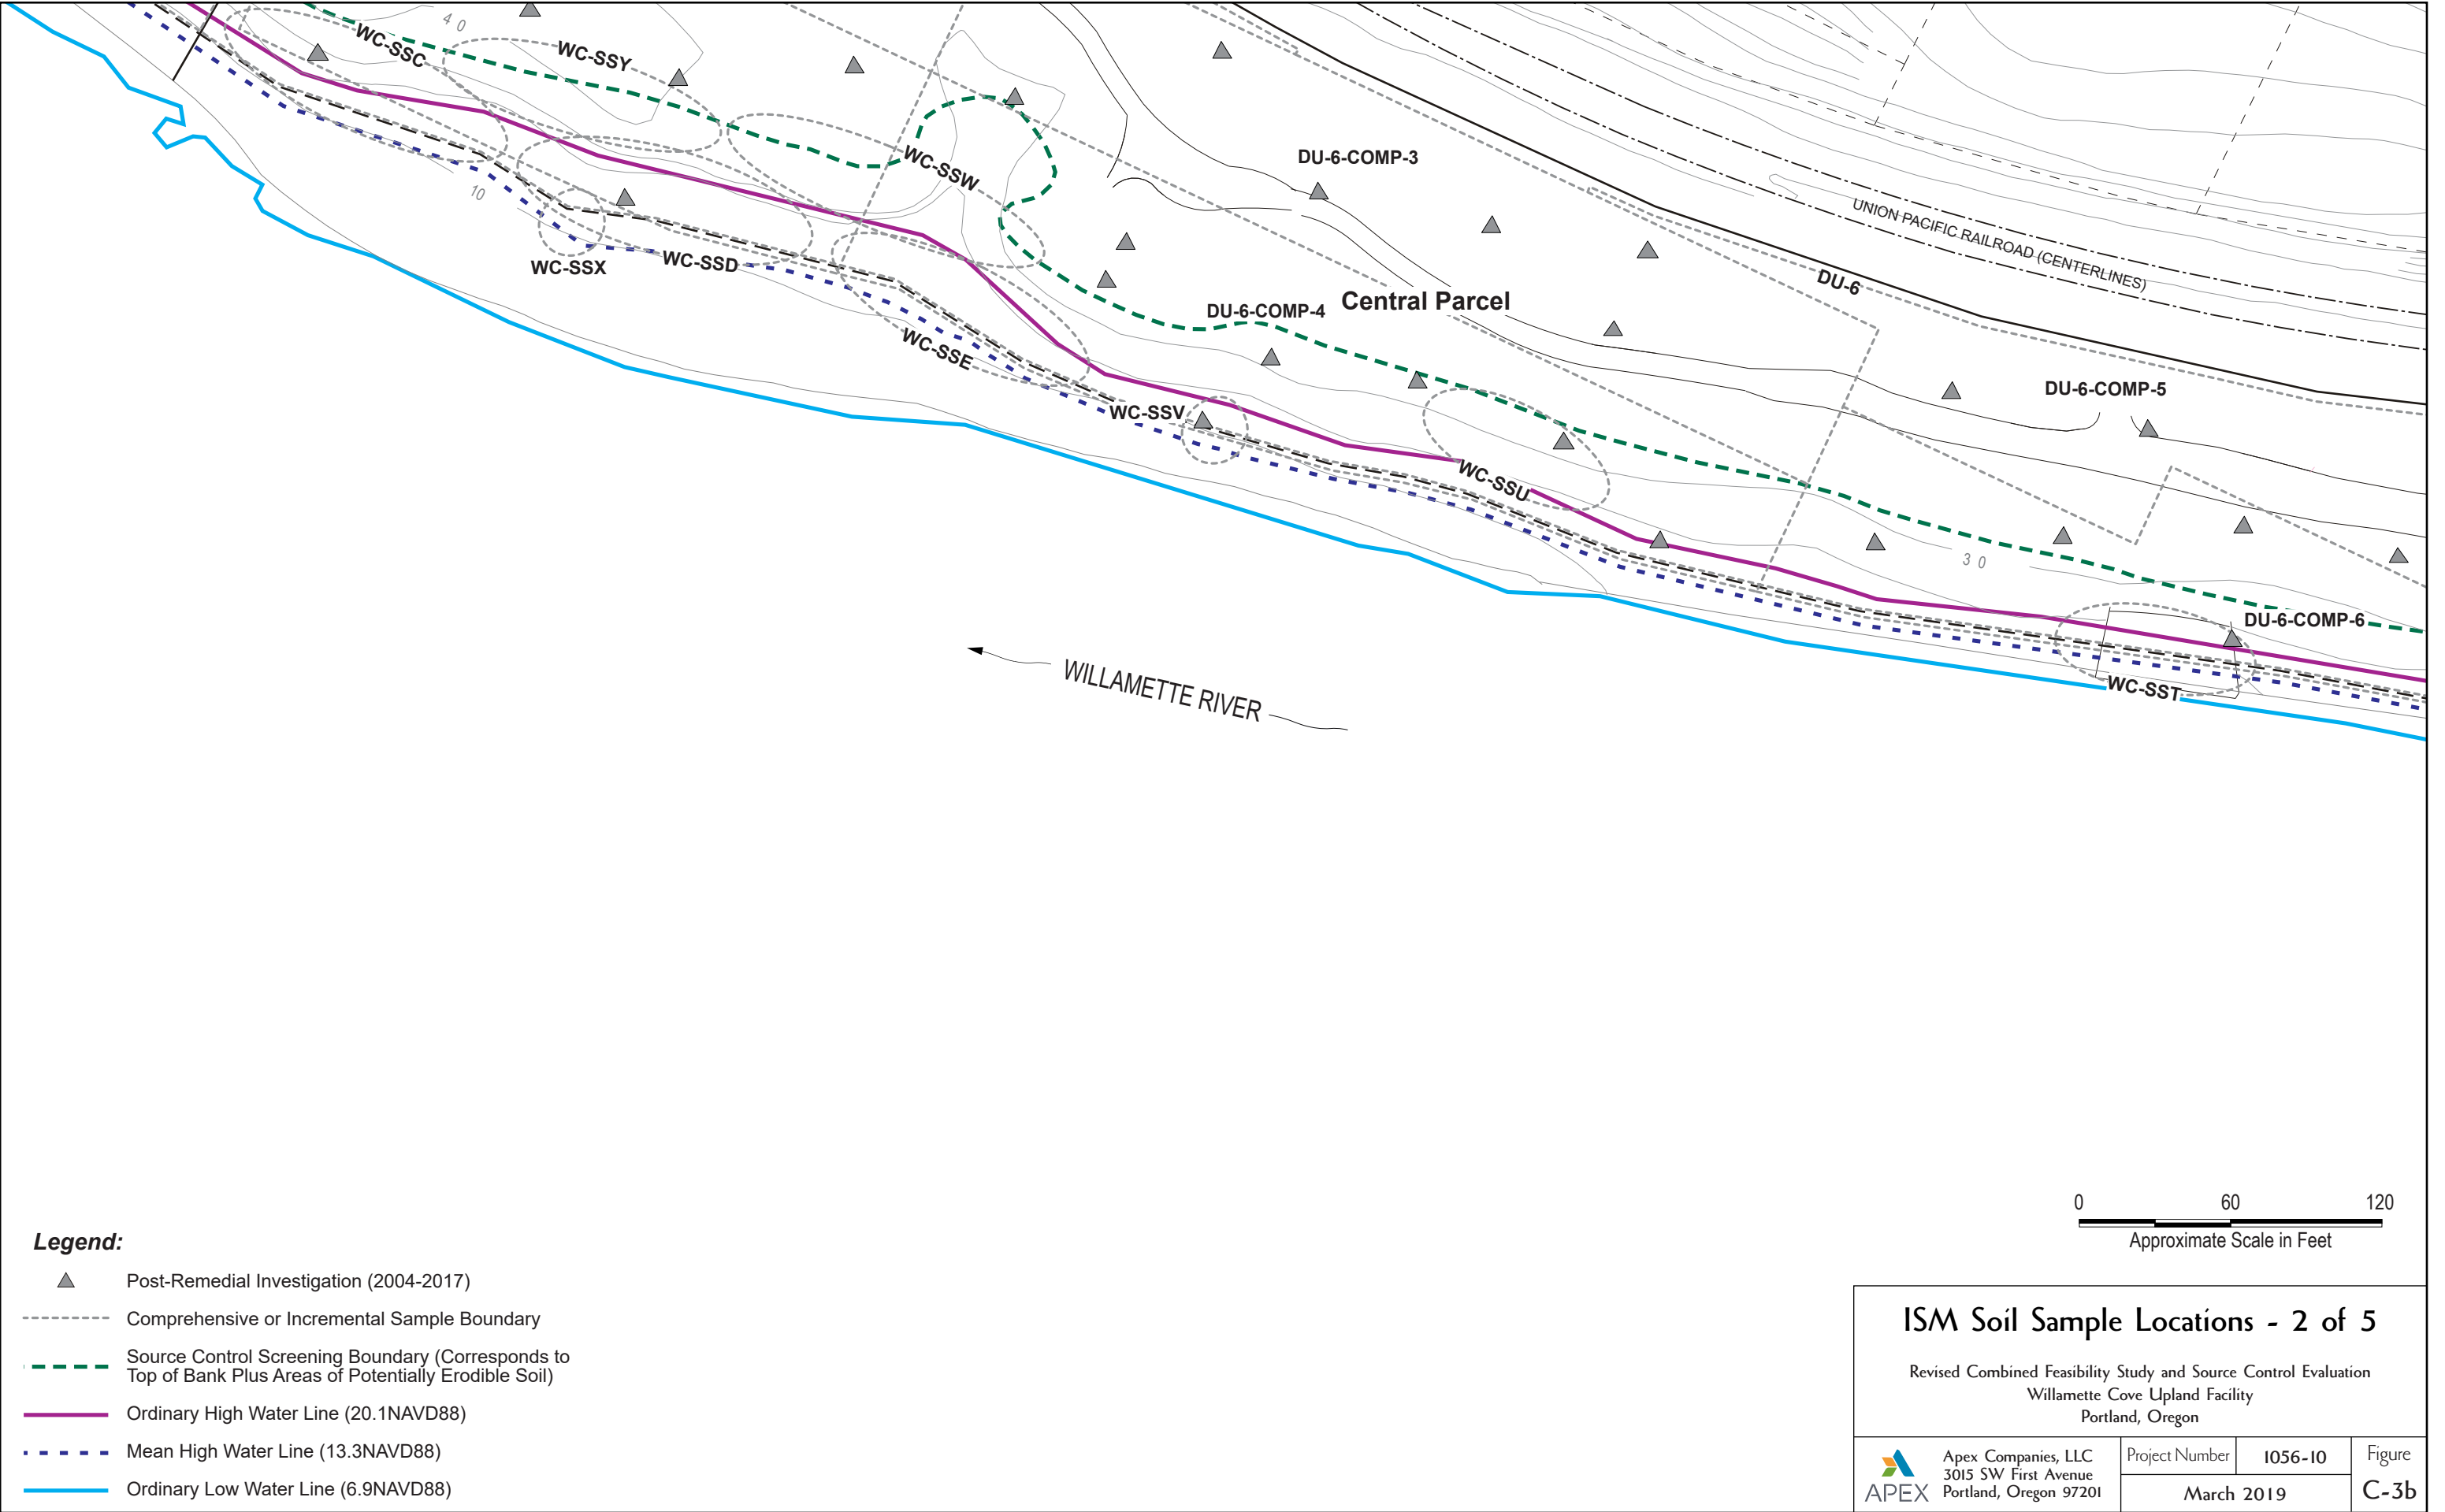 40
WC-SSC
WC-SSY
WC-SSW
DU-6-COMP-3
10
WC-SSX
WC-SSD
UNION PACIFIC RAILROAD (CENTERLINES)
DU-6
Central Parcel
DU-6-COMP-4
WC-SSE
WC-SSV
DU-6-COMP-5
WC-SSU
30
DU-6-COMP-6
WC-SST
WILLAMETTE RIVER
0 60 120
Approximate Scale in Feet
Legend:
Post-Remedial Investigation (2004-2017)
Comprehensive or Incremental Sample Boundary
Source Control Screening Boundary (Corresponds to
Top of Bank Plus Areas of Potentially Erodible Soil)
Ordinary High Water Line (20.1NAVD88)
Mean High Water Line (13.3NAVD88)
Ordinary Low Water Line (6.9NAVD88)
ISM Soil Sample Locations - 2 of 5
Revised Combined Feasibility Study and Source Control Evaluation
Willamette Cove Upland Facility
Portland, Oregon
APEX
Apex Companies, LLC
3015 SW First Avenue
Portland, Oregon 97201
Project Number 1056-10
March 2019
Figure
C-3b